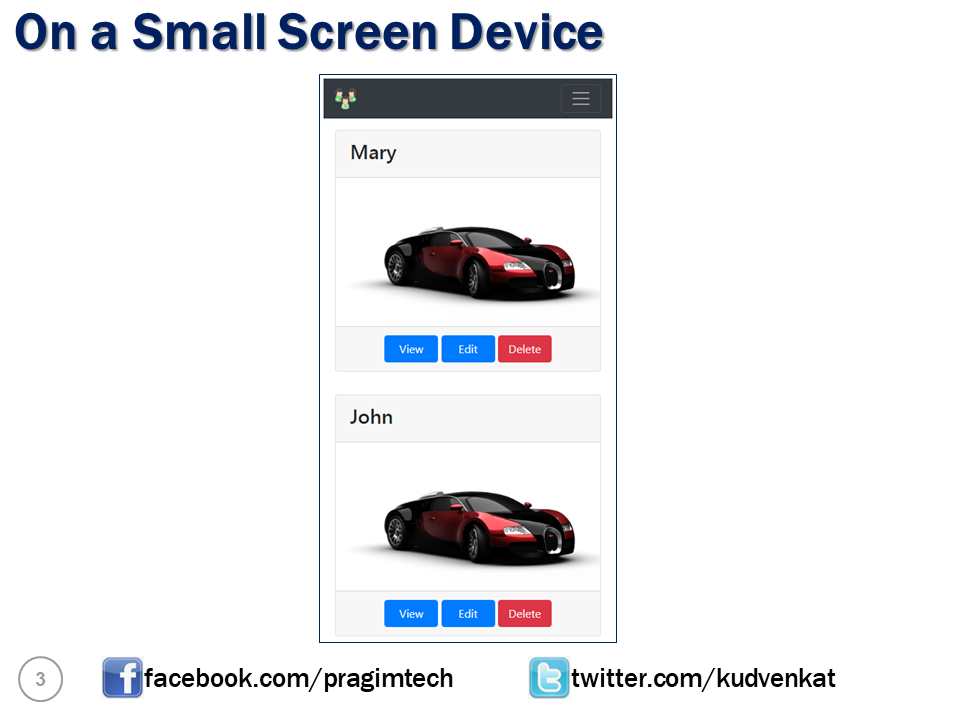 On a Small Screen Device
Mary
View Edit Delete
John
View Edit Delete
3
facebook.com/pragimtech
twitter.com/kudvenkat